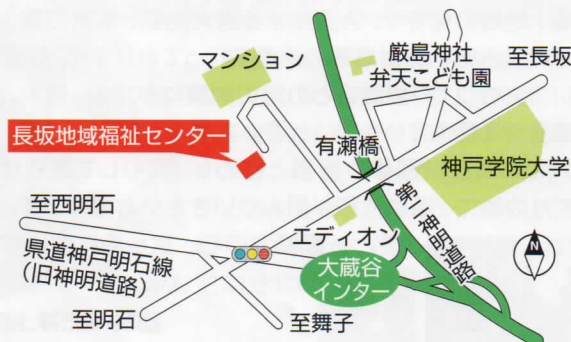 マンション
厳島神社
弁天こども園
至長坂
長坂地域福祉センター
有瀬橋
神戸学院大学
至西明石
エディオン
第二神明道路
県道神戸明石線
（旧神明道路）
大蔵谷
インター
N
至明石
至舞子